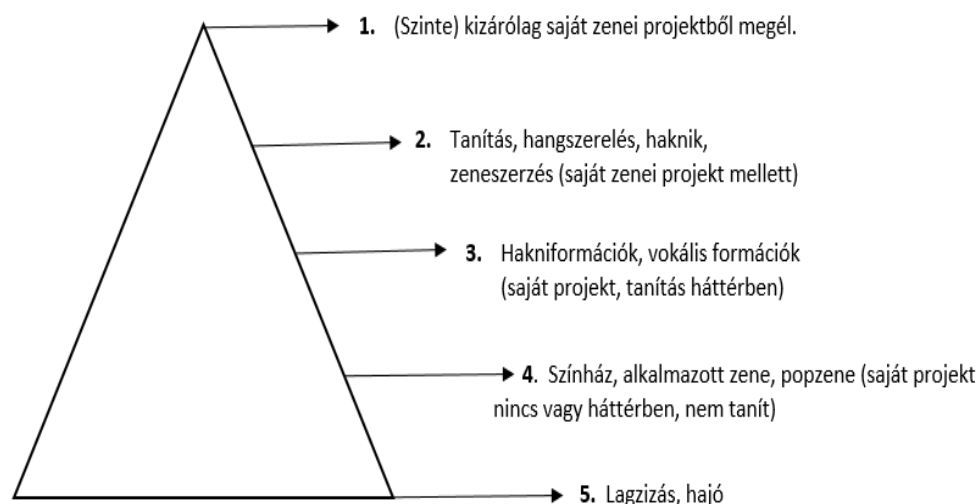 1. (Szinte) kizárólag saját zenei projektből megél.
2. Tanítás, hangszerelés, haknik,
zeneszerzés (saját zenei projekt mellett)
3. Hakniformációk, vokális formációk
(saját projekt, tanítás háttérben)
4. Színház, alkalmazott zene, popzene (saját projekt
nincs vagy háttérben, nem tanít)
5. Lagzizás, hajó